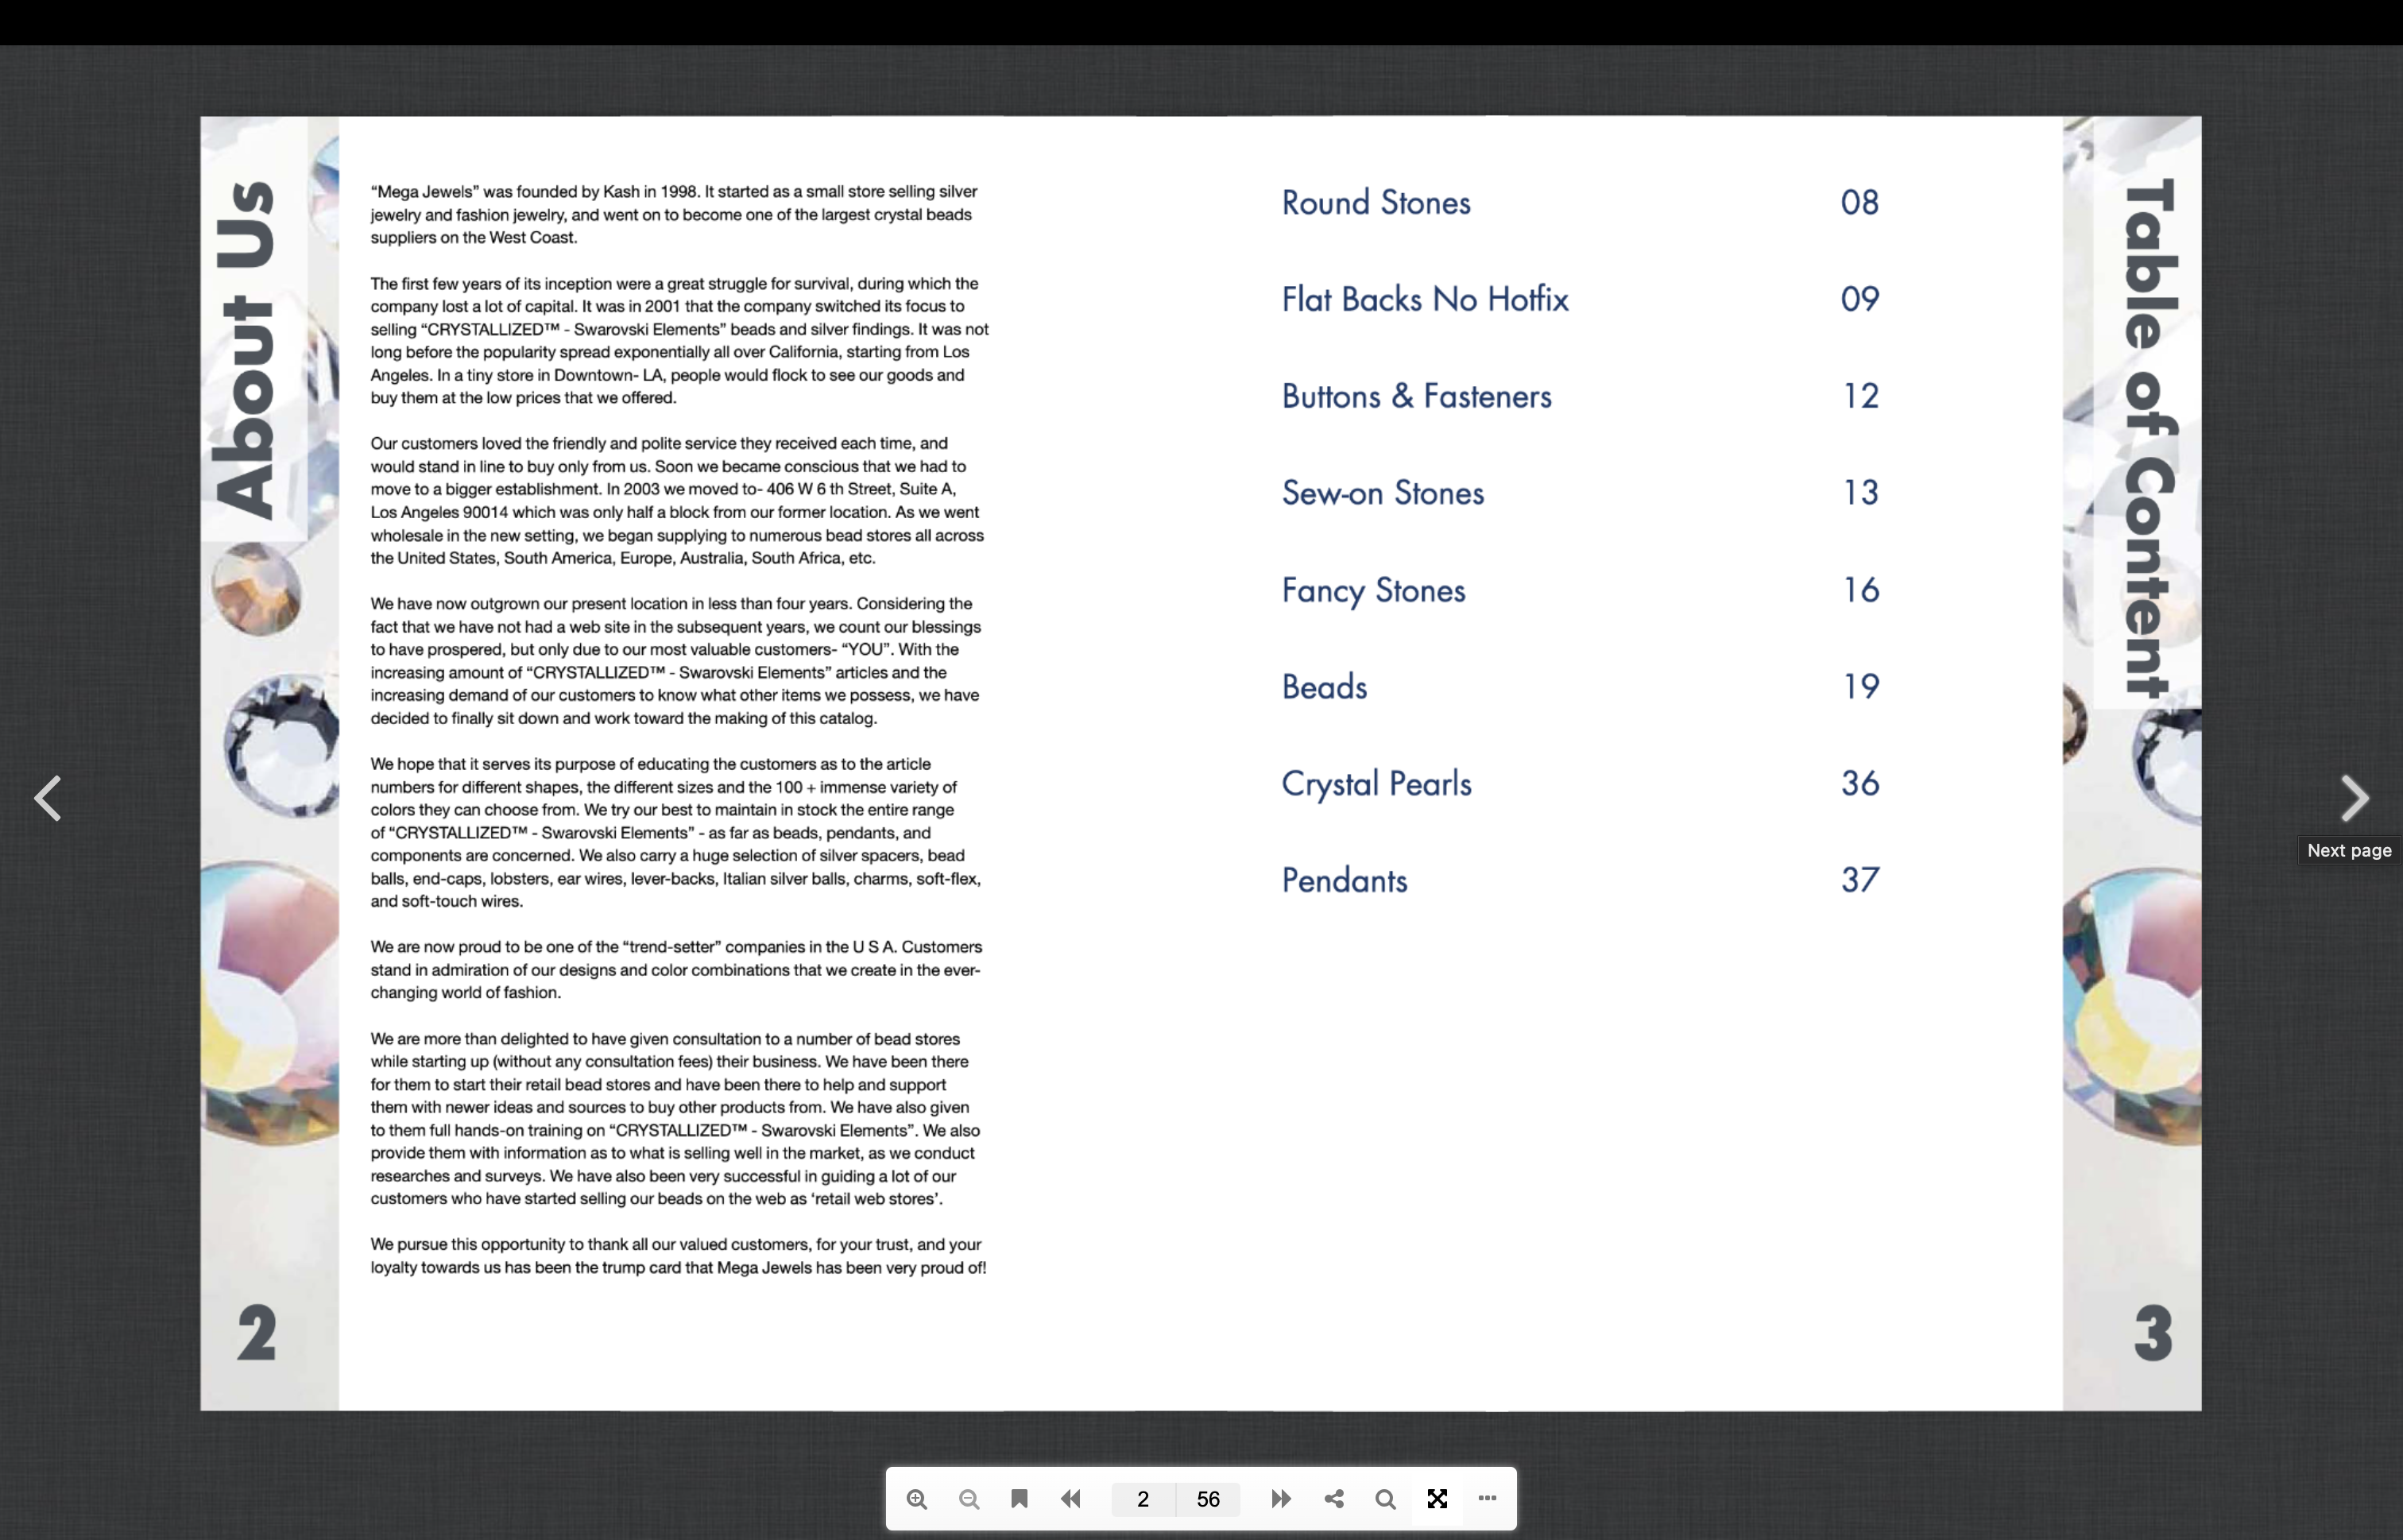 About Us
“Mega Jewels” was founded by Kash in 1998. It started as a small store selling silver
jewelry and fashion jewelry, and went on to become one of the largest crystal beads
suppliers on the West Coast.
The first few years of its inception were a great struggle for survival, during which the
company lost a lot of capital. It was in 2001 that the company switched its focus to
selling “CRYSTALLIZED™ - Swarovski Elements” beads and silver findings. It was not
long before the popularity spread exponentially all over California, starting from Los
Angeles. In a tiny store in Downtown- LA, people would flock to see our goods and
buy them at the low prices that we offered.
Our customers loved the friendly and polite service they received each time, and
would stand in line to buy only from us. Soon we became conscious that we had to
move to a bigger establishment. In 2003 we moved to- 406 W 6 th Street, Suite A,
Los Angeles 90014 which was only half a block from our former location. As we went
wholesale in the new setting, we began supplying to numerous bead stores all across
the United States, South America, Europe, Australia, South Africa, etc.
We have now outgrown our present location in less than four years. Considering the
fact that we have not had a web site in the subsequent years, we count our blessings
to have prospered, but only due to our most valuable customers- “YOU”. With the
increasing amount of “CRYSTALLIZED™ - Swarovski Elements” articles and the
increasing demand of our customers to know what other items we possess, we have
decided to finally sit down and work toward the making of this catalog.
We hope that it serves its purpose of educating the customers as to the article
numbers for different shapes, the different sizes and the 100 + immense variety of
colors they can choose from. We try our best to maintain in stock the entire range
of “CRYSTALLIZED™ - Swarovski Elements” - as far as beads, pendants, and
components are concerned. We also carry a huge selection of silver spacers, bead
balls, end-caps, lobsters, ear wires, lever-backs, Italian silver balls, charms, soft-flex,
and soft-touch wires.
We are now proud to be one of the “trend-setter” companies in the U S A. Customers
stand in admiration of our designs and color combinations that we create in the ever-
changing world of fashion.
We are more than delighted to have given consultation to a number of bead stores
while starting up (without any consultation fees) their business. We have been there
for them to start their retail bead stores and have been there to help and support
them with newer ideas and sources to buy other products from. We have also given
to them full hands-on training on “CRYSTALLIZED™ - Swarovski Elements”. We also
provide them with information as to what is selling well in the market, as we conduct
researches and surveys. We have also been very successful in guiding a lot of our
customers who have started selling our beads on the web as ‘retail web stores’.
We pursue this opportunity to thank all our valued customers, for your trust, and your
loyalty towards us has been the trump card that Mega Jewels has been very proud of!
2
Table of Content
Round Stones 08
Flat Backs No Hotfix 09
Buttons & Fasteners 12
Sew-on Stones 13
Fancy Stones 16
Beads 19
Crystal Pearls 36
Pendants 37
3
Next page
2 56